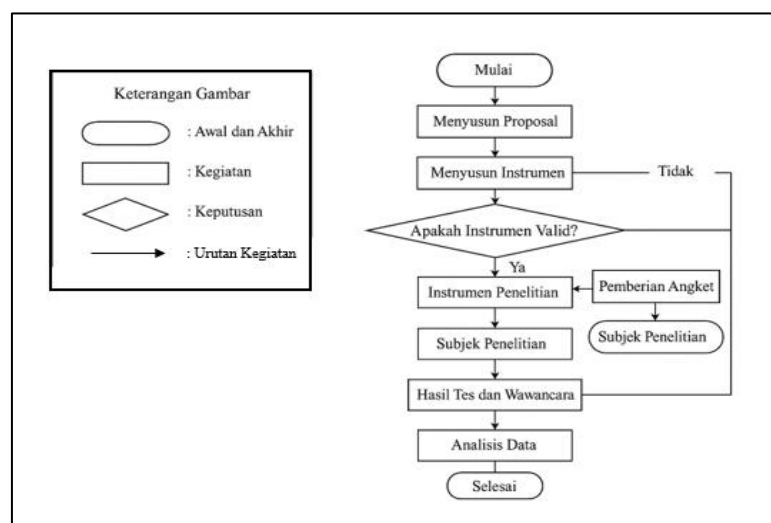 Keterangan Gambar
: Awal dan Akhir
: Kegiatan
: Keputusan
: Urutan Kegiatan
Mulai
Menyusun Proposal
Menyusun Instrumen
Tidak
Apakah Instrumen Valid?
Ya
Instrumen Penelitian
Pemberian Angket
Subjek Penelitian
Subjek Penelitian
Hasil Tes dan Wawancara
Analisis Data
Selesai